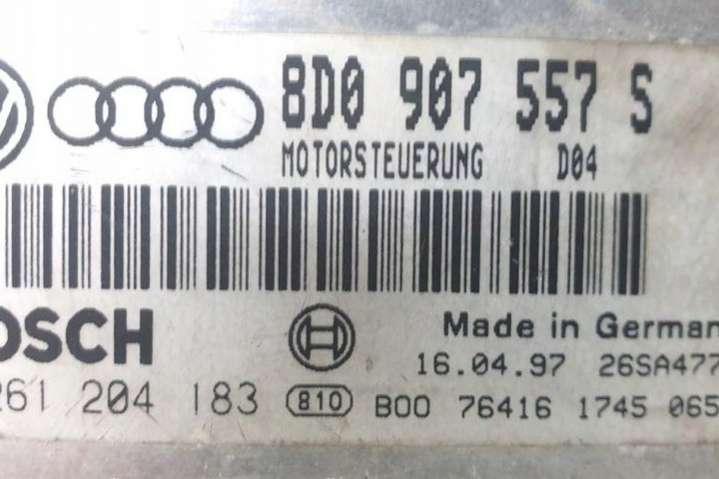 8D0 907 557 S
MOTORSTEUERUNG D04
BOSCH
Made in German
16.04.97 26SA477
261 204 183 810 B00 76416 1745 065